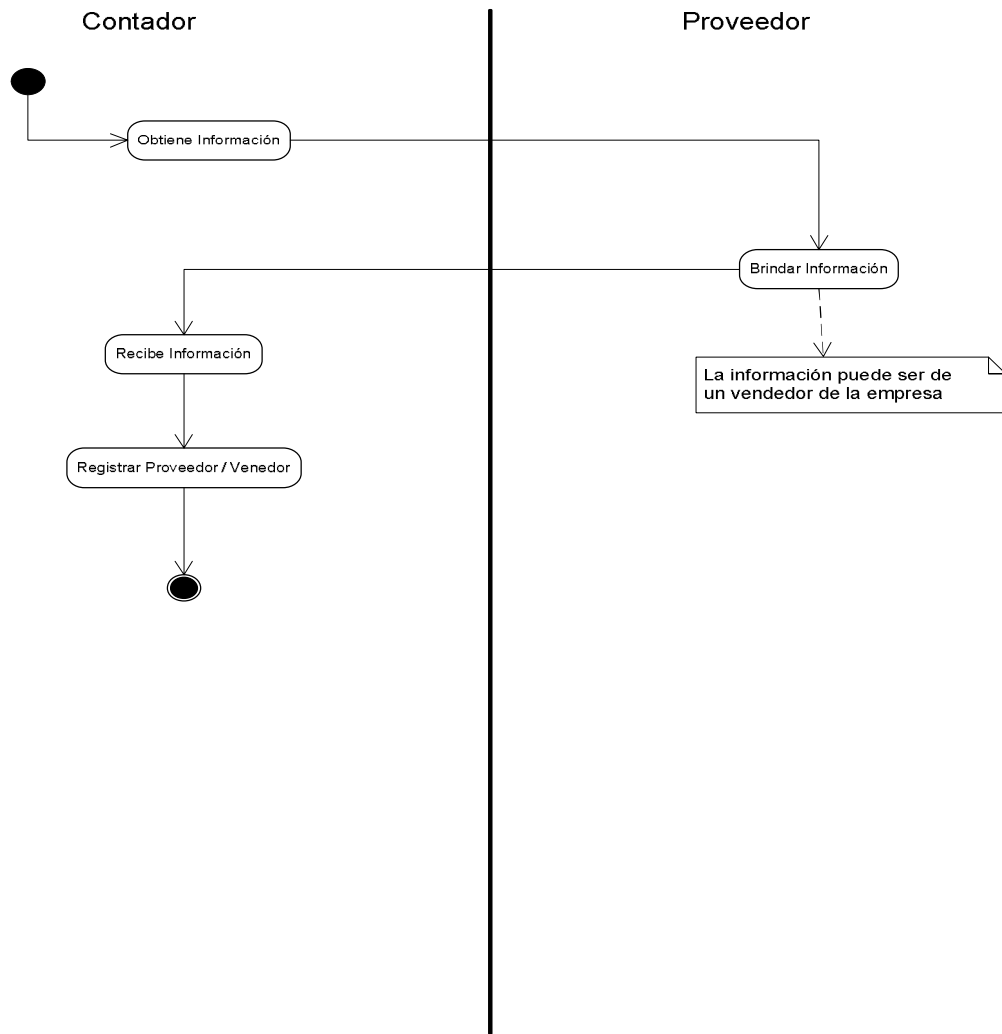 Contador
Proveedor
Obtiene Información
Brindar Información
Recibe Información
La información puede ser de
un vendedor de la empresa
Registrar Proveedor / Venedor